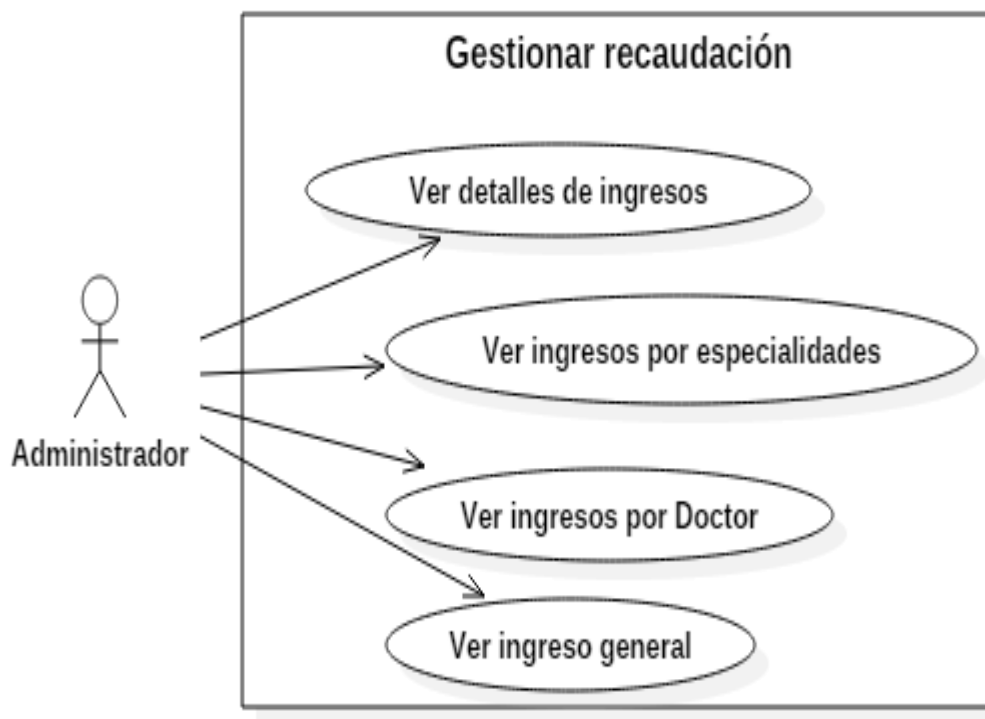 Gestionar recaudación
Ver detalles de ingresos
Ver ingresos por especialidades
Administrador
Ver ingresos por Doctor
Ver ingreso general